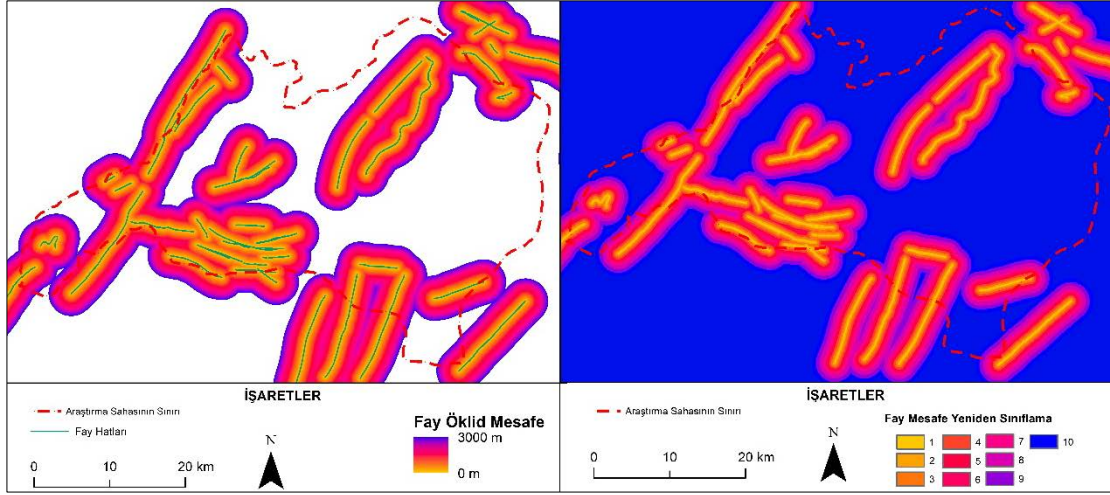 İŞARETLER
Araştırma Sahasının Sınırı
Fay Hatları
N
0 10 20 km
Fay Öklid Mesafe
3000 m
0 m
İŞARETLER
Araştırma Sahasının Sınırı
N
0 10 20 km
Fay Mesafe Yeniden Sınıflama
1 4 7 10
2 5 8
3 6 9